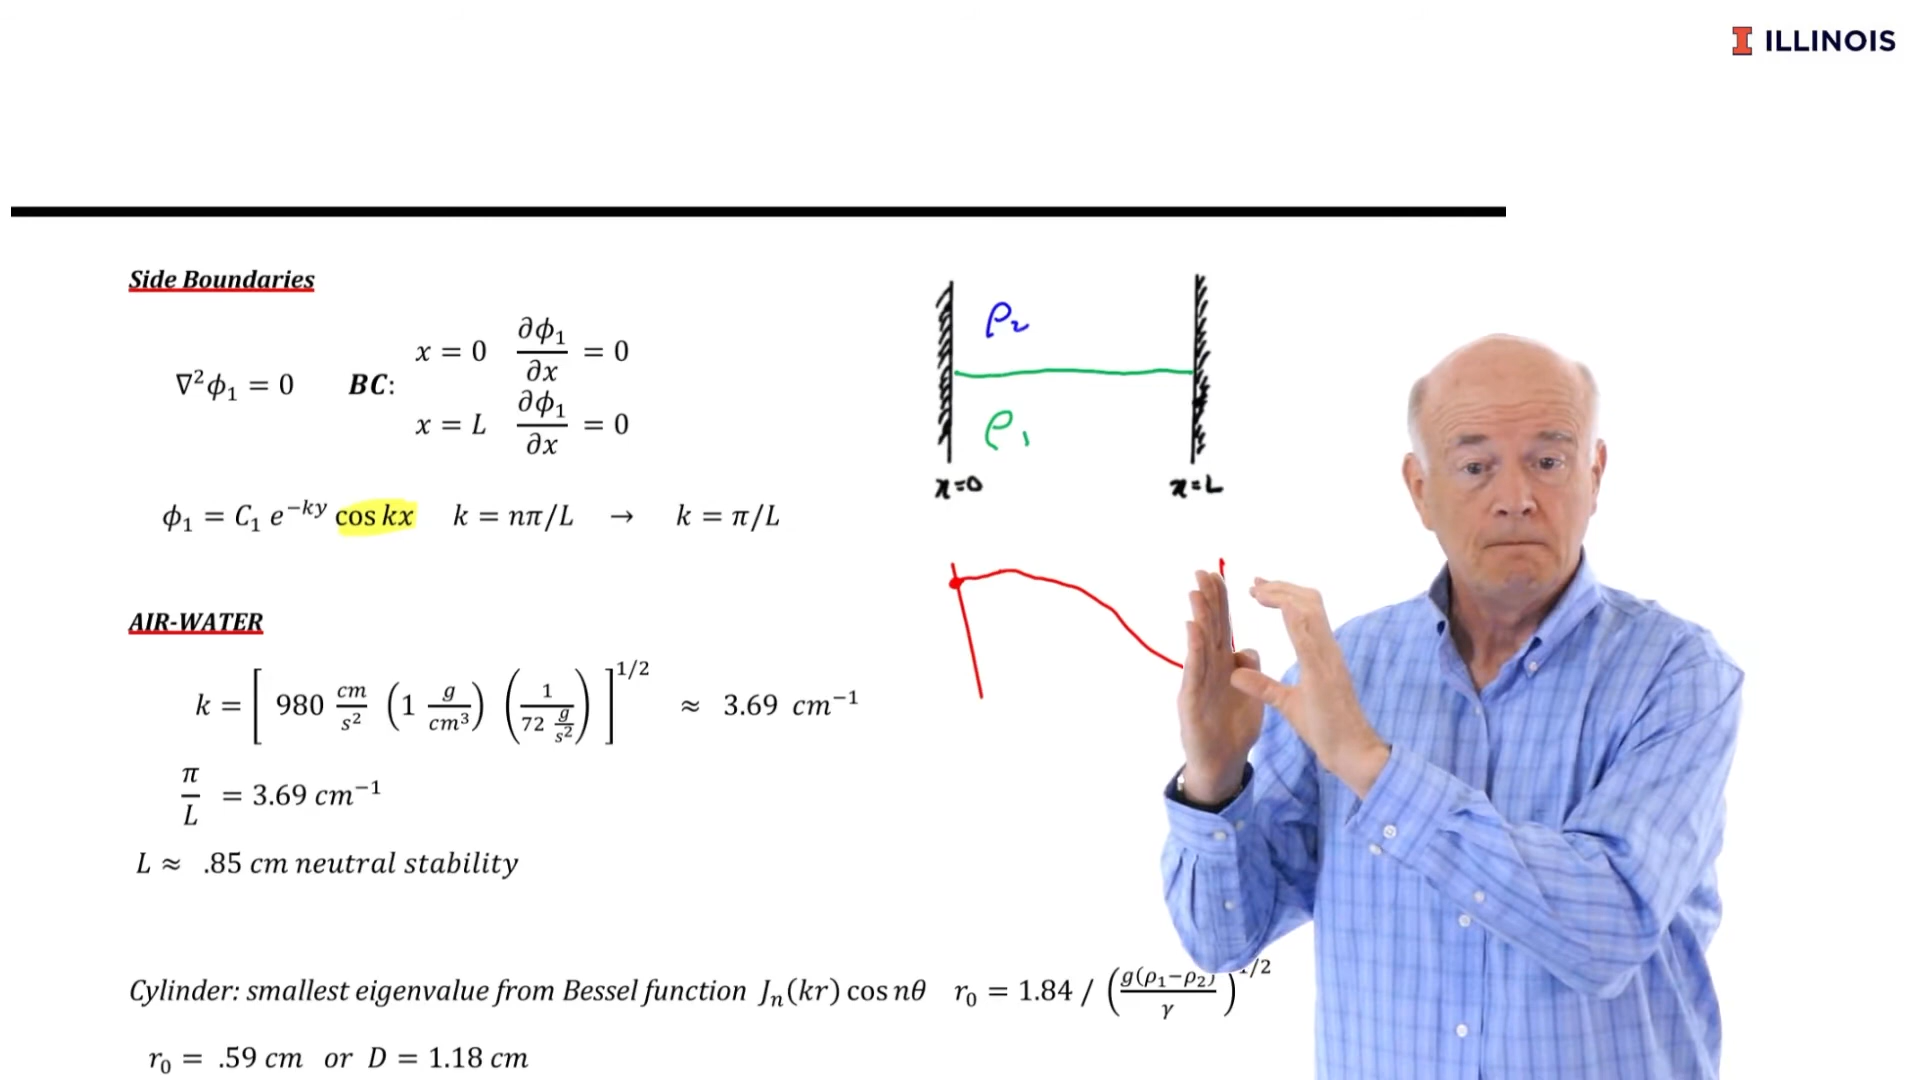 I ILLINOIS
Side Boundaries
∇²ϕ₁ = 0 BC: x = 0 ∂ϕ₁/∂x = 0
x = L ∂ϕ₁/∂x = 0
ϕ₁ = C₁ e^{−ky} cos kx k = nπ/L → k = π/L
ρ₂
ρ₁
x=0 x=L
AIR-WATER
k = [ 980 cm/s² (1 g/cm³) (1/(72 g/s²)) ]^{1/2} ≈ 3.69 cm⁻¹
π/L = 3.69 cm⁻¹
L ≈ .85 cm neutral stability
Cylinder: smallest eigenvalue from Bessel function Jₙ(kr) cos nθ r₀ = 1.84 / (g(ρ₁−ρ₂)/γ)^{1/2}
r₀ = .59 cm or D = 1.18 cm